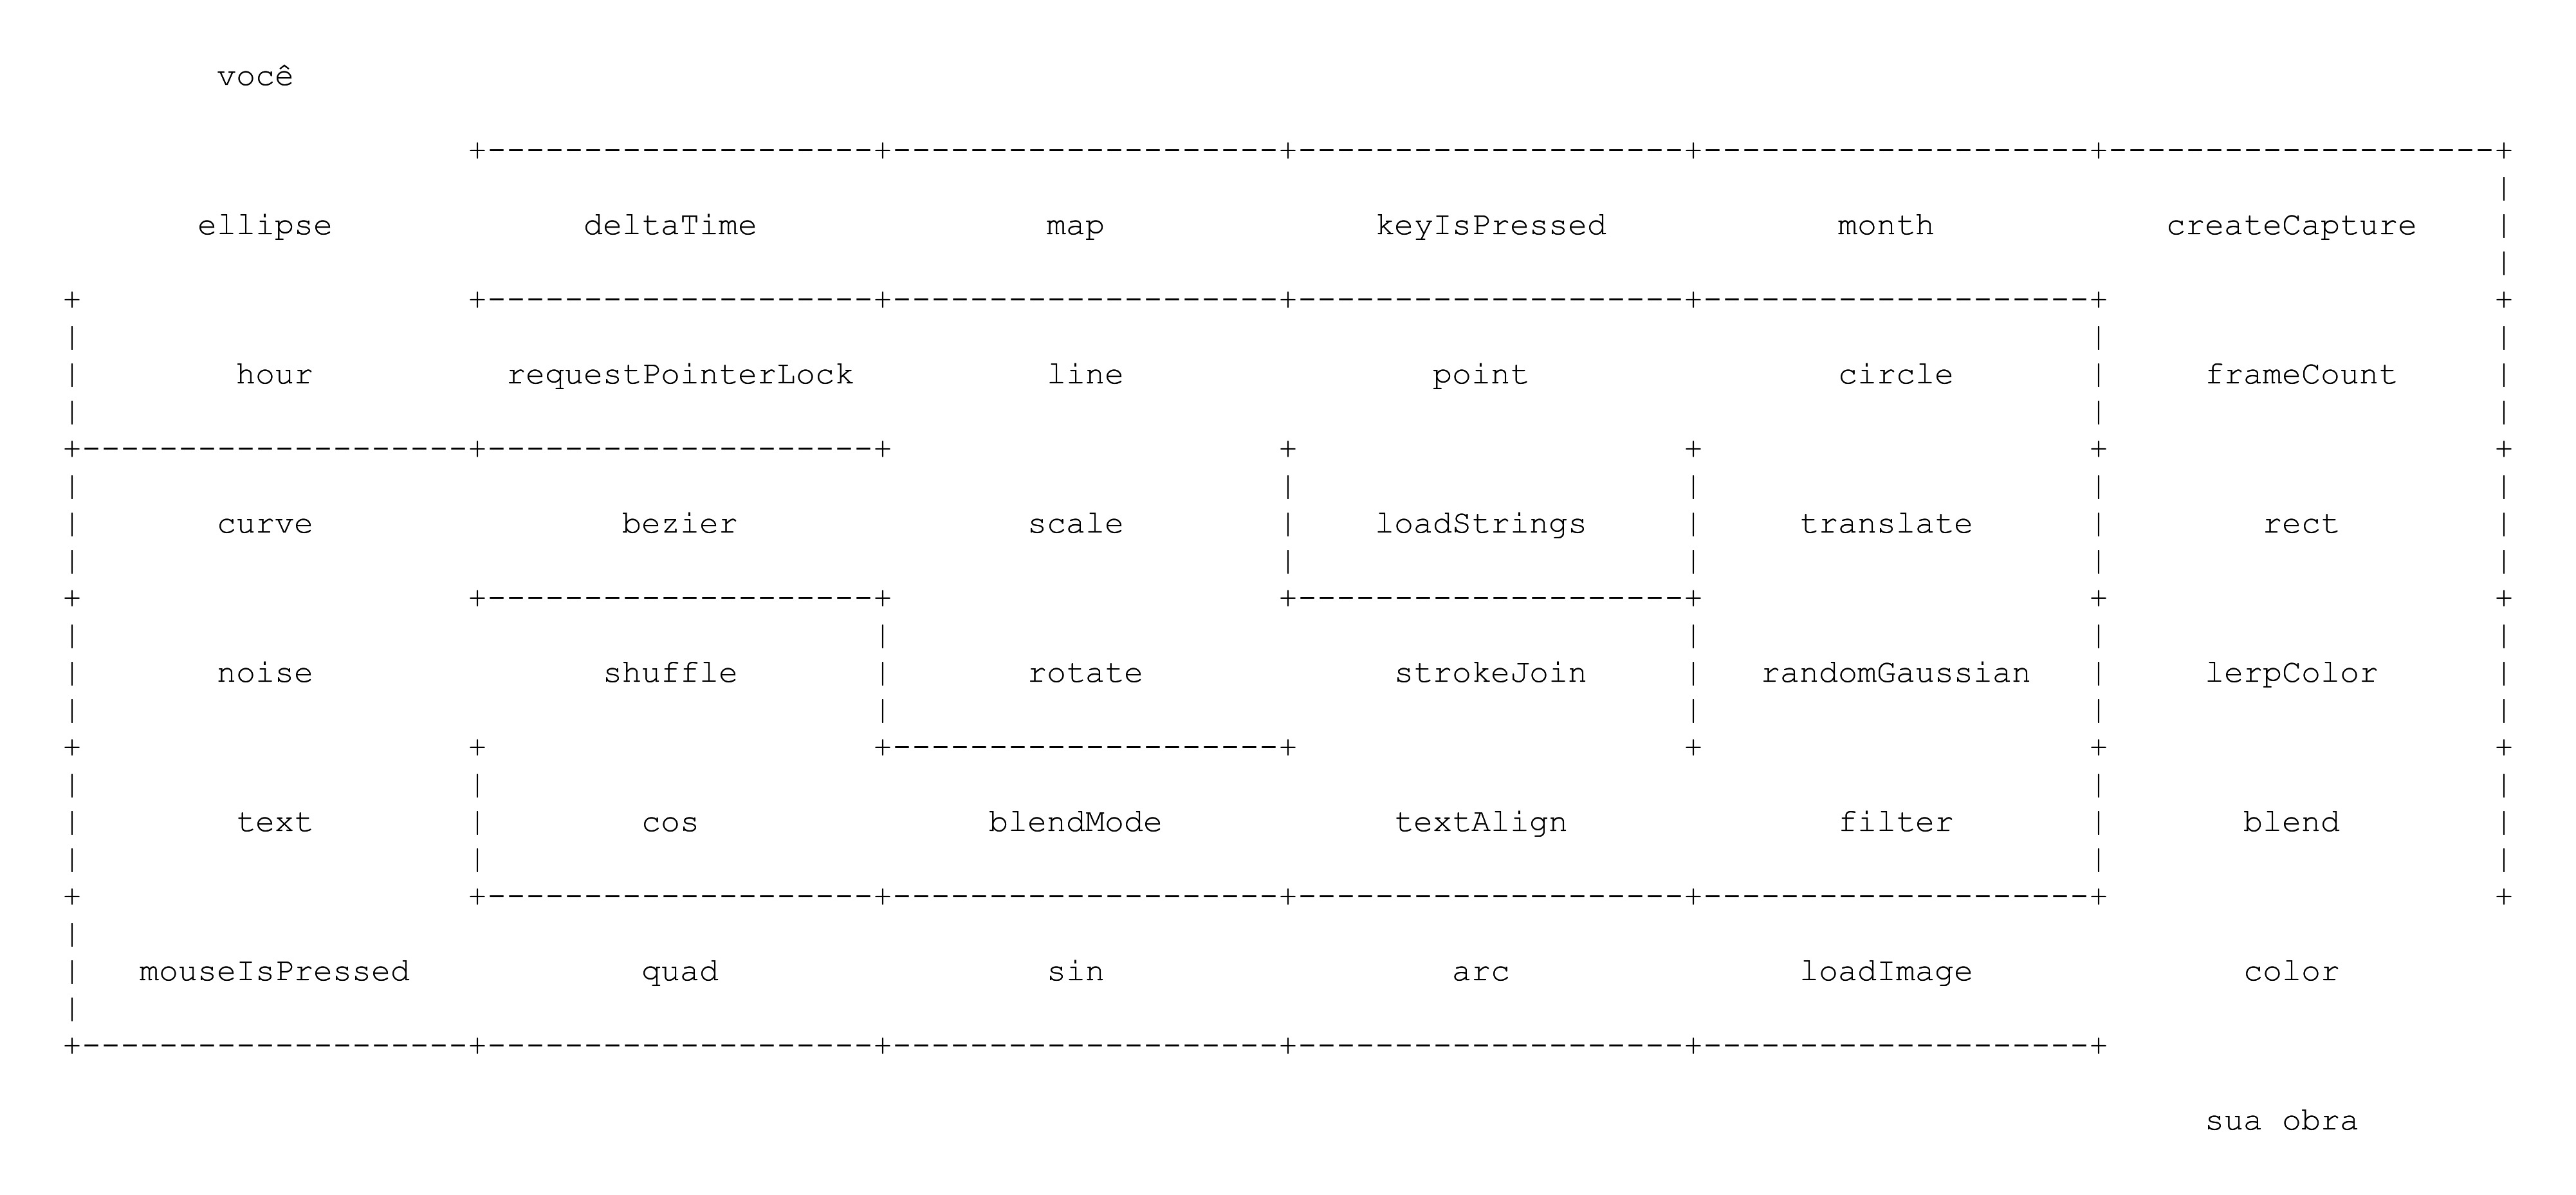 você
ellipse deltaTime map keyIsPressed month createCapture
hour requestPointerLock line point circle frameCount
curve bezier scale loadStrings translate rect
noise shuffle rotate strokeJoin randomGaussian lerpColor
text cos blendMode textAlign filter blend
mouseIsPressed quad sin arc loadImage color
sua obra